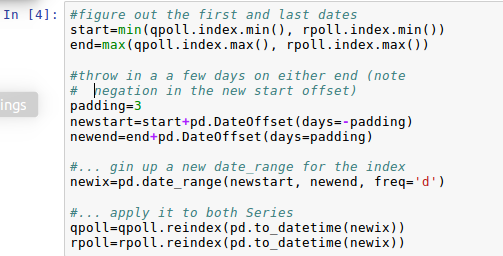 In [4]:
#figure out the first and last dates
start=min(qpoll.index.min(), rpoll.index.min())
end=max(qpoll.index.max(), rpoll.index.max())
#throw in a a few days on either end (note
#  negation in the new start offset)
ings
padding=3
newstart=start+pd.DateOffset(days=-padding)
newend=end+pd.DateOffset(days=padding)
#... gin up a new date_range for the index
newix=pd.date_range(newstart, newend, freq='d')
#... apply it to both Series
qpoll=qpoll.reindex(pd.to_datetime(newix))
rpoll=rpoll.reindex(pd.to_datetime(newix))